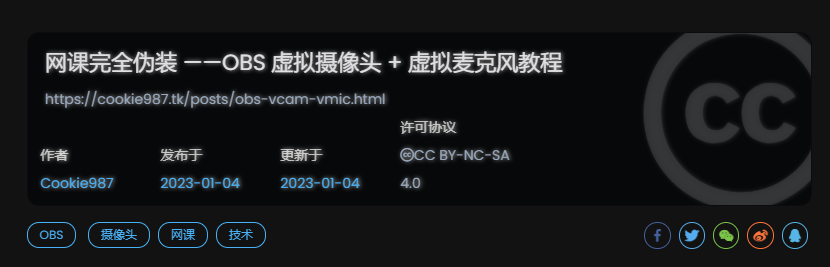 网课完全伪装 ——OBS 虚拟摄像头 + 虚拟麦克风教程
https://cookie987.tk/posts/obs-vcam-vmic.html
作者
Cookie987
发布于
2023-01-04
更新于
2023-01-04
许可协议
CC BY-NC-SA
4.0
CC
OBS 摄像头 网课 技术